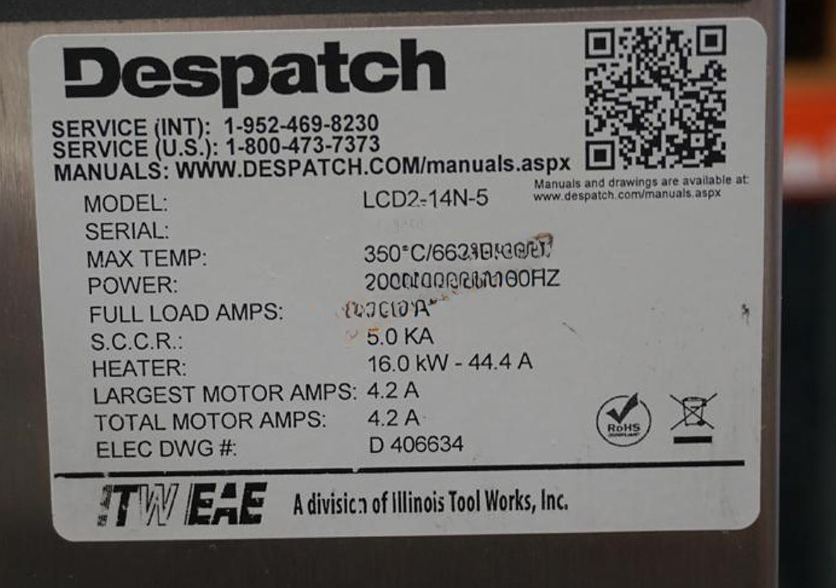 Despatch
SERVICE (INT): 1-952-469-8230
SERVICE (U.S.): 1-800-473-7373
MANUALS: WWW.DESPATCH.COM/manuals.aspx
Manuals and drawings are available at:
www.despatch.com/manuals.aspx
MODEL: LCD2-14N-5
SERIAL:
MAX TEMP: 350°C/
POWER:
FULL LOAD AMPS: A
S.C.C.R.: 5.0 KA
HEATER: 16.0 kW - 44.4 A
LARGEST MOTOR AMPS: 4.2 A
TOTAL MOTOR AMPS: 4.2 A
ELEC DWG #: D 406634
RoHS
COMPLIANT
ITW EAE A division of Illinois Tool Works, Inc.